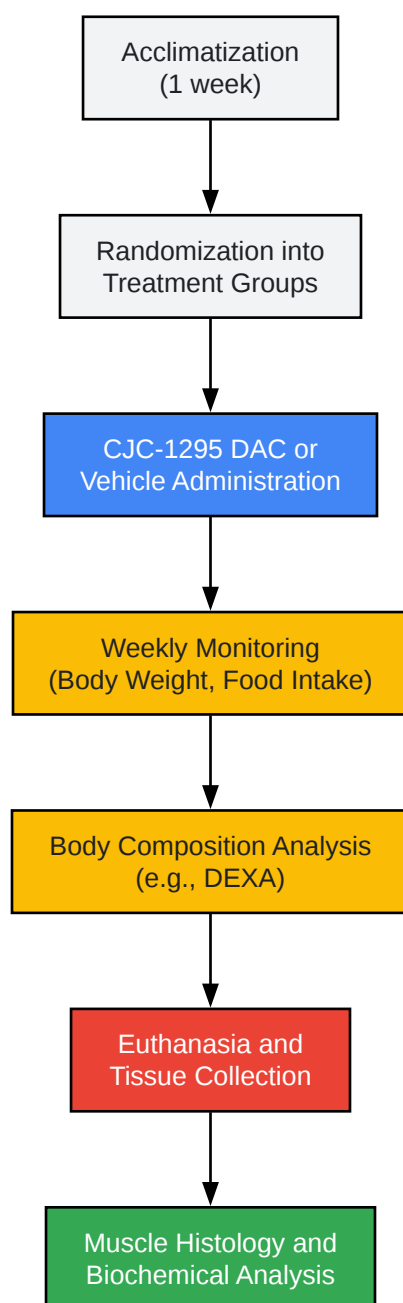 Acclimatization
(1 week)
Randomization into
Treatment Groups
CJC-1295 DAC or
Vehicle Administration
Weekly Monitoring
(Body Weight, Food Intake)
Body Composition Analysis
(e.g., DEXA)
Euthanasia and
Tissue Collection
Muscle Histology and
Biochemical Analysis